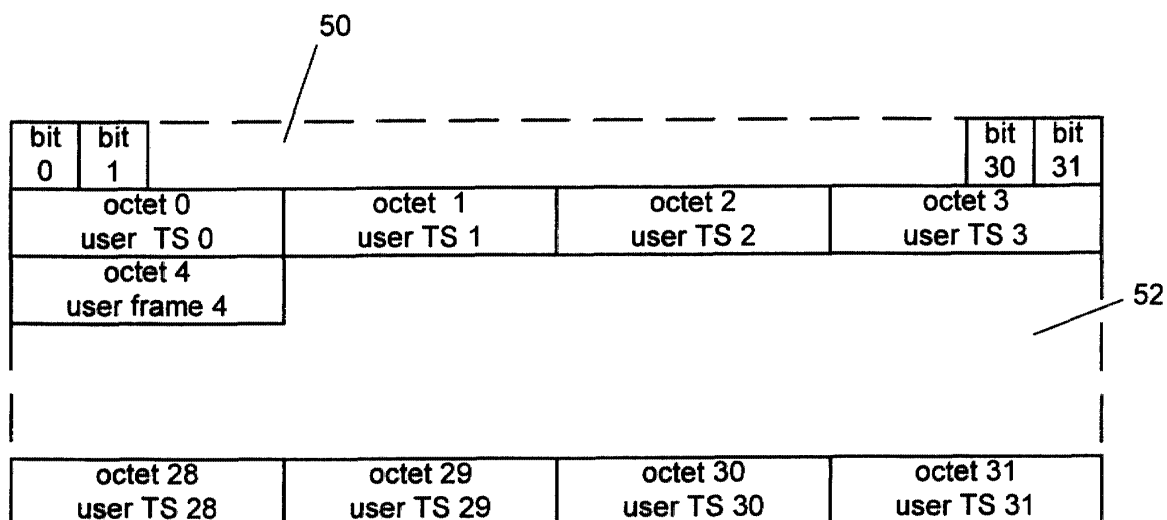 50
bit 0 bit 1 bit 30 bit 31
octet 0 octet 1 octet 2 octet 3
user TS 0 user TS 1 user TS 2 user TS 3
octet 4
user frame 4
52
octet 28 octet 29 octet 30 octet 31
user TS 28 user TS 29 user TS 30 user TS 31